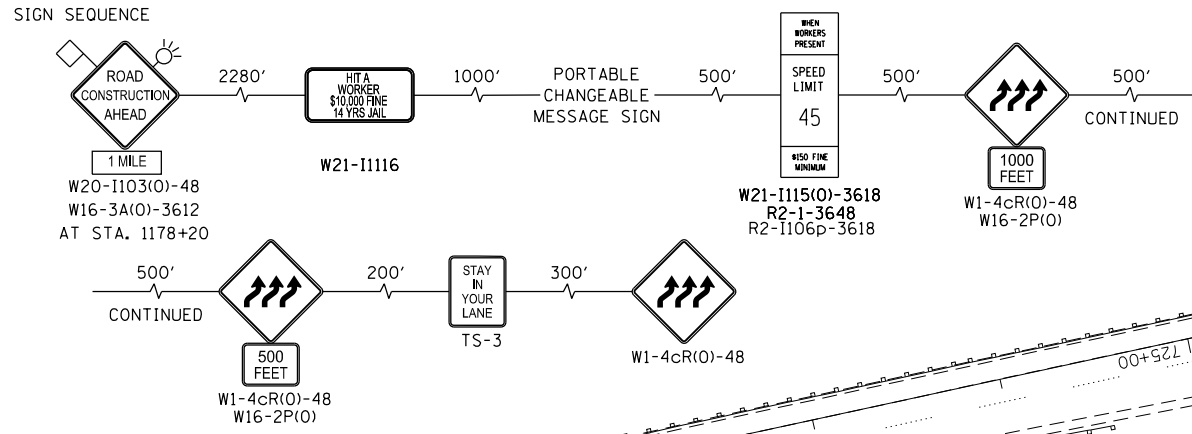 SIGN SEQUENCE
ROAD
CONSTRUCTION
AHEAD
1 MILE
W20-I103(O)-48
W16-3A(O)-3612
AT STA. 1178+20
2280'
HIT A
WORKER
$10,000 FINE
14 YRS JAIL
W21-I1116
1000'
PORTABLE
CHANGEABLE
MESSAGE SIGN
500'
WHEN
WORKERS
PRESENT
SPEED
LIMIT
45
$150 FINE
MINIMUM
W21-I115(O)-3618
R2-1-3648
R2-I106p-3618
500'
1000
FEET
W1-4cR(O)-48
W16-2P(O)
500'
CONTINUED
500'
CONTINUED
500
FEET
W1-4cR(O)-48
W16-2P(O)
200'
STAY
IN
YOUR
LANE
TS-3
300'
W1-4cR(O)-48
725+00